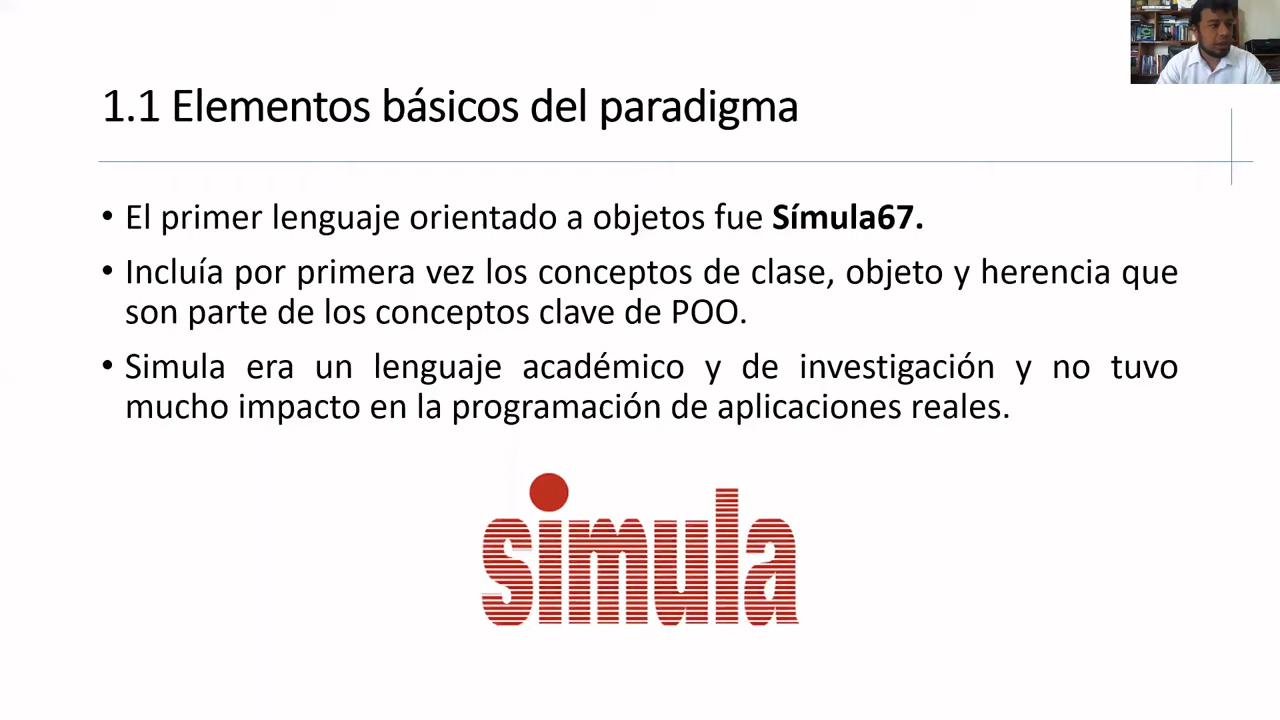 1.1 Elementos básicos del paradigma
• El primer lenguaje orientado a objetos fue Símula67.
• Incluía por primera vez los conceptos de clase, objeto y herencia que
son parte de los conceptos clave de POO.
• Simula era un lenguaje académico y de investigación y no tuvo
mucho impacto en la programación de aplicaciones reales.
simula